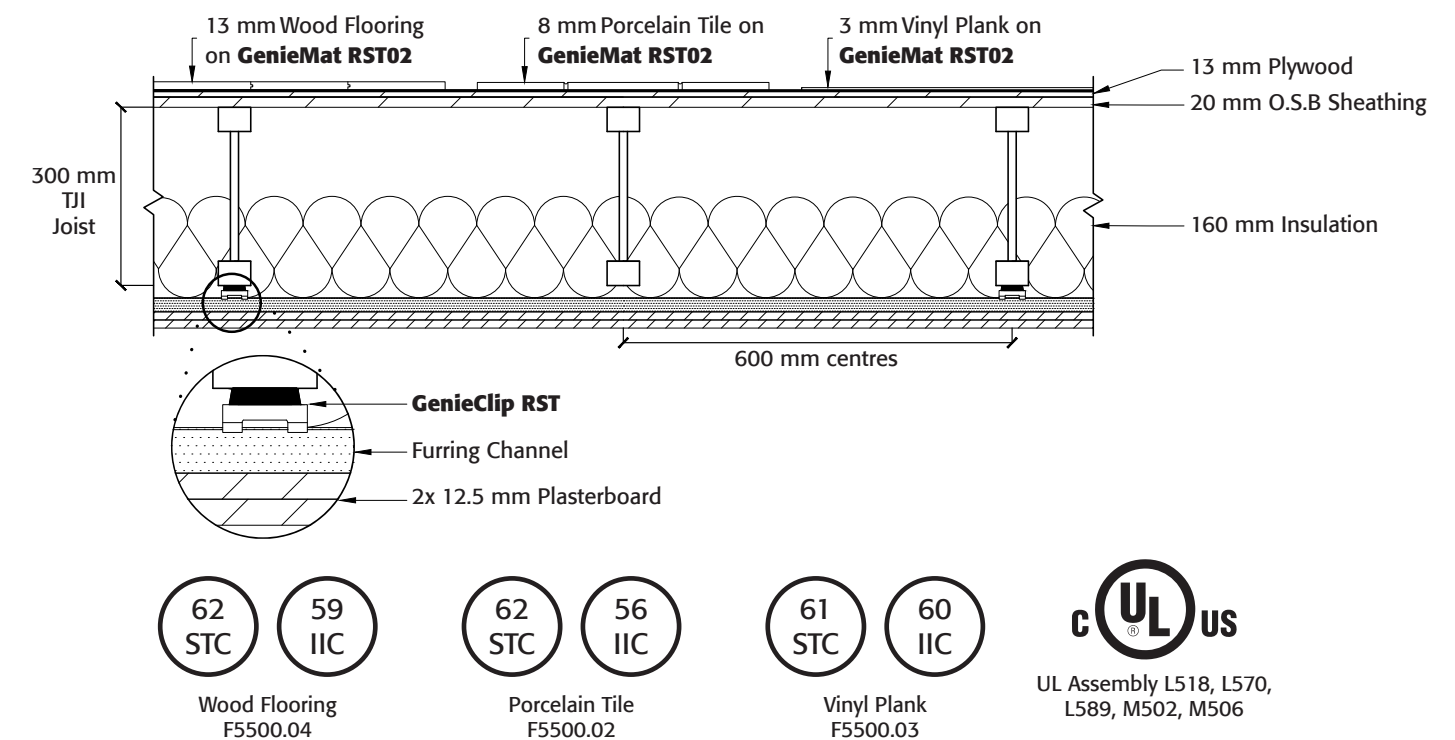 13 mm Wood Flooring
on GenieMat RST02
8 mm Porcelain Tile on
GenieMat RST02
3 mm Vinyl Plank on
GenieMat RST02
13 mm Plywood
20 mm O.S.B Sheathing
300 mm
TJI
Joist
160 mm Insulation
600 mm centres
GenieClip RST
Furring Channel
2x 12.5 mm Plasterboard
62
STC
59
IIC
Wood Flooring
F5500.04
62
STC
56
IIC
Porcelain Tile
F5500.02
61
STC
60
IIC
Vinyl Plank
F5500.03
C UL ® US
UL Assembly L518, L570,
L589, M502, M506